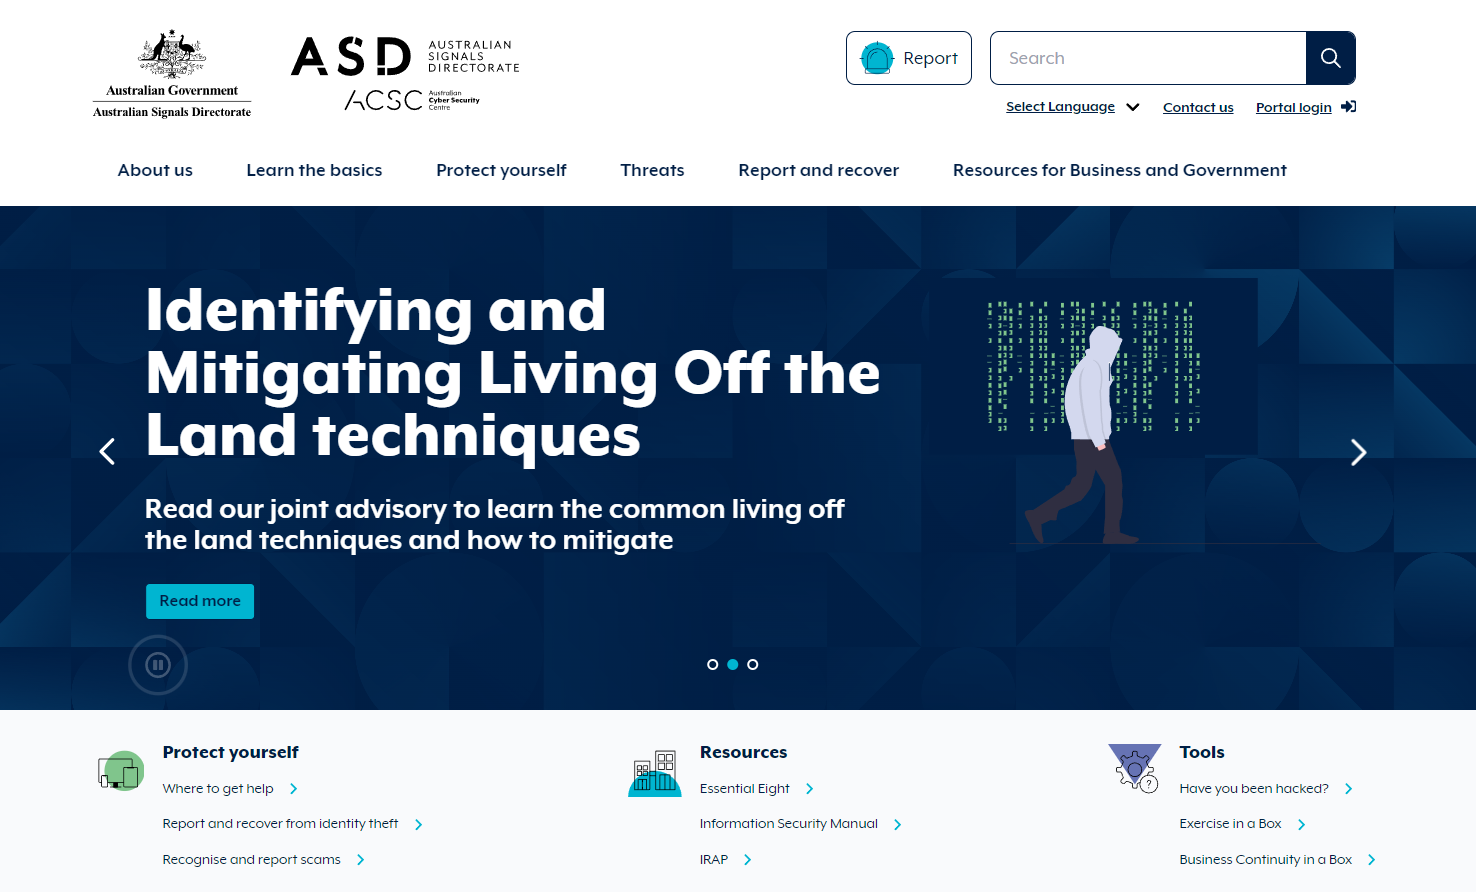 Australian Government
Australian Signals Directorate
ASD
AUSTRALIAN
SIGNALS
DIRECTORATE
ACSC
Australian
Cyber Security
Centre
Report
Search
Select Language
Contact us
Portal login
About us
Learn the basics
Protect yourself
Threats
Report and recover
Resources for Business and Government
Identifying and
Mitigating Living Off the
Land techniques
Read our joint advisory to learn the common living off
the land techniques and how to mitigate
Read more
Protect yourself
Where to get help
Report and recover from identity theft
Recognise and report scams
Resources
Essential Eight
Information Security Manual
IRAP
Tools
Have you been hacked?
Exercise in a Box
Business Continuity in a Box